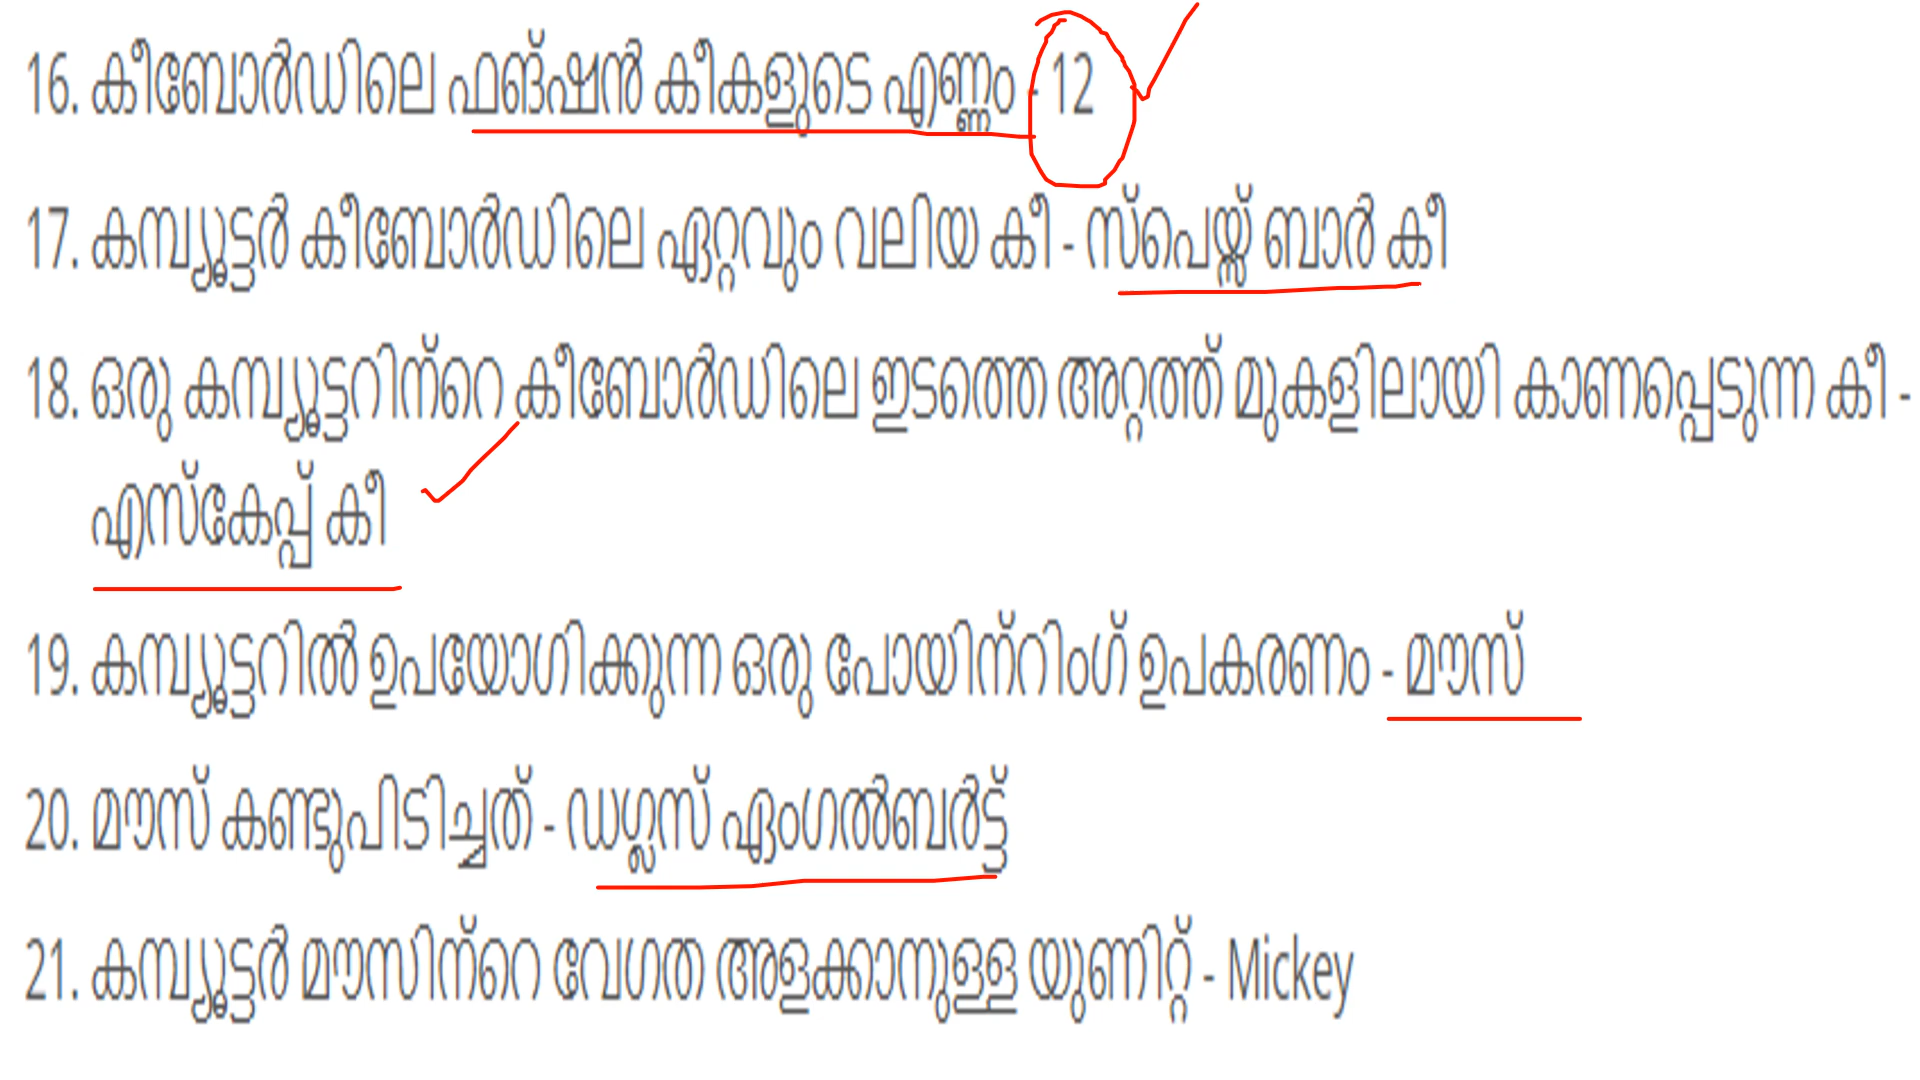 16. കീബോർഡിലെ ഫങ്ഷൻ കീകളുടെ എണ്ണം - 12
17. കമ്പ്യൂട്ടർ കീബോർഡിലെ ഏറ്റവും വലിയ കീ - സ്പെയ്സ് ബാർ കീ
18. ഒരു കമ്പ്യൂട്ടറിന്റെ കീബോർഡിലെ ഇടത്തെ അറ്റത്ത് മുകളിലായി കാണപ്പെടുന്ന കീ -
എസ്കേപ്പ് കീ
19. കമ്പ്യൂട്ടറിൽ ഉപയോഗിക്കുന്ന ഒരു പോയിന്റിംഗ് ഉപകരണം - മൗസ്
20. മൗസ് കണ്ടുപിടിച്ചത് - ഡഗ്ലസ് ഏംഗൽബർട്ട്
21. കമ്പ്യൂട്ടർ മൗസിന്റെ വേഗത അളക്കാനുള്ള യുണിറ്റ് - Mickey